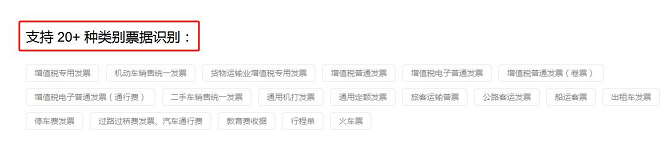 支持 20+ 种类别票据识别：
增值税专用发票 机动车销售统一发票 货物运输业增值税专用发票 增值税普通发票 增值税电子普通发票 增值税普通发票（卷票）
增值税电子普通发票（通行费） 二手车销售统一发票 通用机打发票 通用定额发票 旅客运输普票 公路客运发票 船运客票 出租车发票
停车费发票 过路过桥费发票、汽车通行费 教育费收据 行程单 火车票